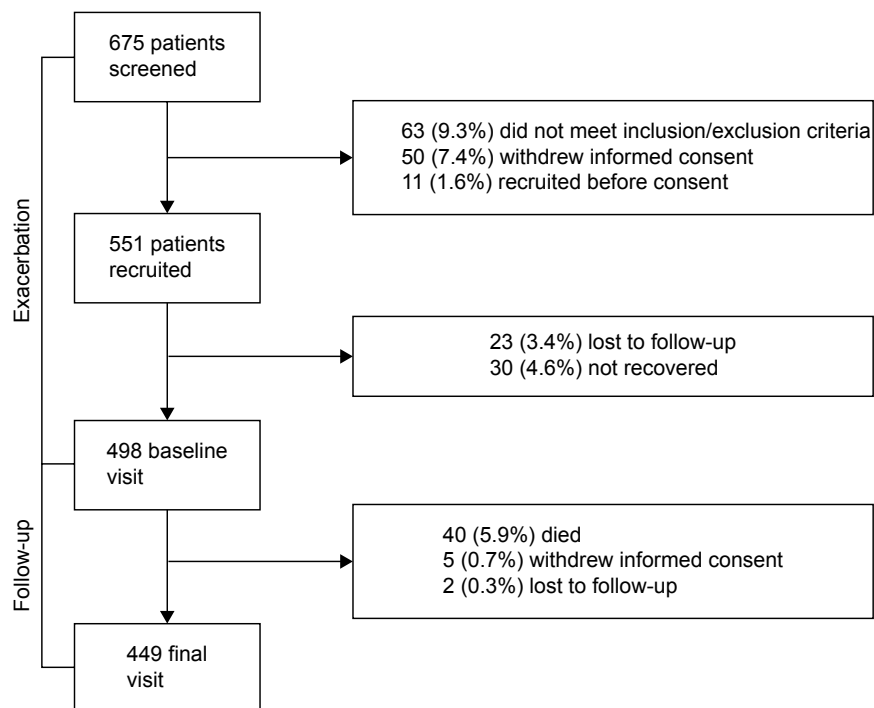 675 patients
screened
63 (9.3%) did not meet inclusion/exclusion criteria
50 (7.4%) withdrew informed consent
11 (1.6%) recruited before consent
Exacerbation
551 patients
recruited
23 (3.4%) lost to follow-up
30 (4.6%) not recovered
498 baseline
visit
Follow-up
40 (5.9%) died
5 (0.7%) withdrew informed consent
2 (0.3%) lost to follow-up
449 final
visit